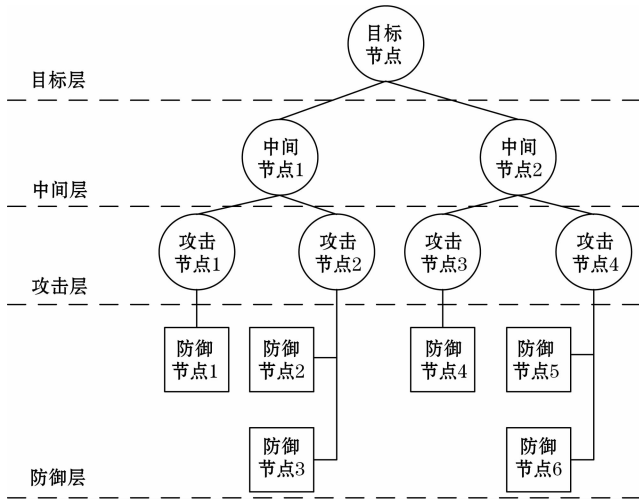 目标
节点
目标层
中间
节点1
中间
节点2
中间层
攻击
节点1
攻击
节点2
攻击
节点3
攻击
节点4
攻击层
防御
节点1
防御
节点2
防御
节点4
防御
节点5
防御
节点3
防御
节点6
防御层